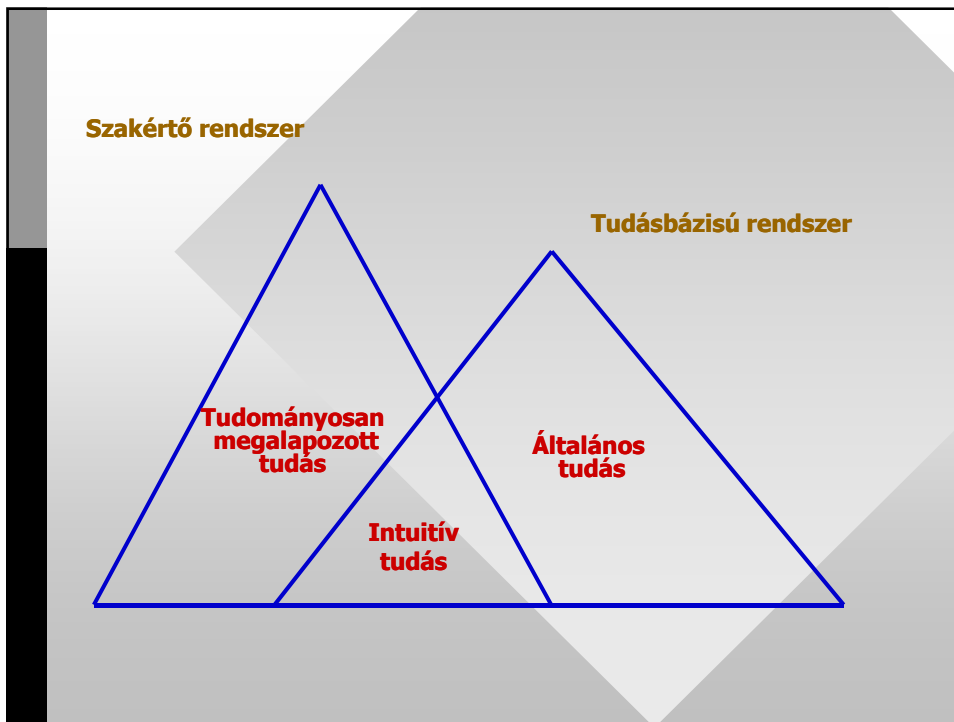 Szakértő rendszer
Tudásbázisú rendszer
Tudományosan
megalapozott
tudás
Általános
tudás
Intuitív
tudás